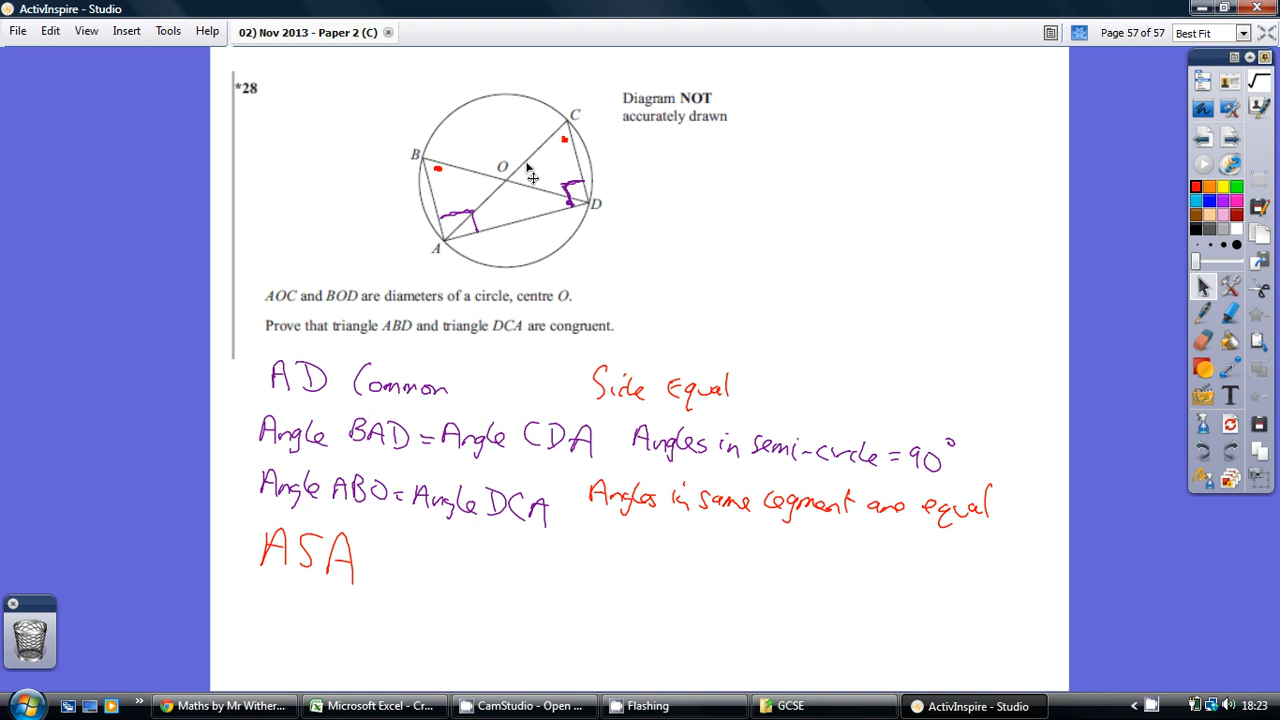 ActivInspire - Studio
File Edit View Insert Tools Help
02) Nov 2013 - Paper 2 (C)
Page 57 of 57
Best Fit
*28
Diagram NOT
accurately drawn
C
B
O
D
A
AOC and BOD are diameters of a circle, centre O.
Prove that triangle ABD and triangle DCA are congruent.
AD Common Side Equal
Angle BAD = Angle CDA Angles in semi-circle = 90°
Angle ABD = Angle DCA Angles in same segment are equal
ASA
Maths by Mr Wither...
Microsoft Excel - Cr...
CamStudio - Open ...
Flashing
GCSE
ActivInspire - Studio
18:23